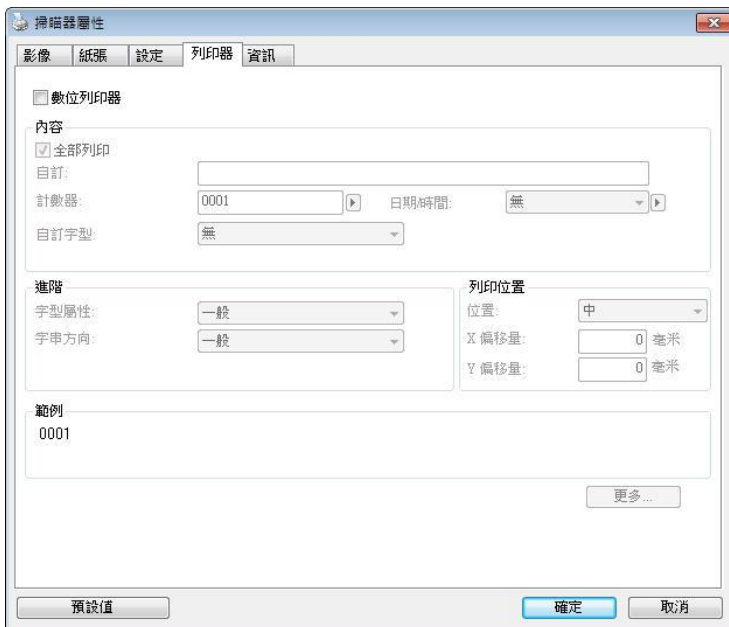 掃瞄器屬性
影像 紙張 設定 列印器 資訊
數位列印器
內容
全部列印
自訂:
計數器: 0001 日期/時間: 無
自訂字型: 無
進階
字型屬性: 一般
字串方向: 一般
列印位置
位置: 中
X 偏移量: 0 毫米
Y 偏移量: 0 毫米
範例
0001
更多...
預設值 確定 取消